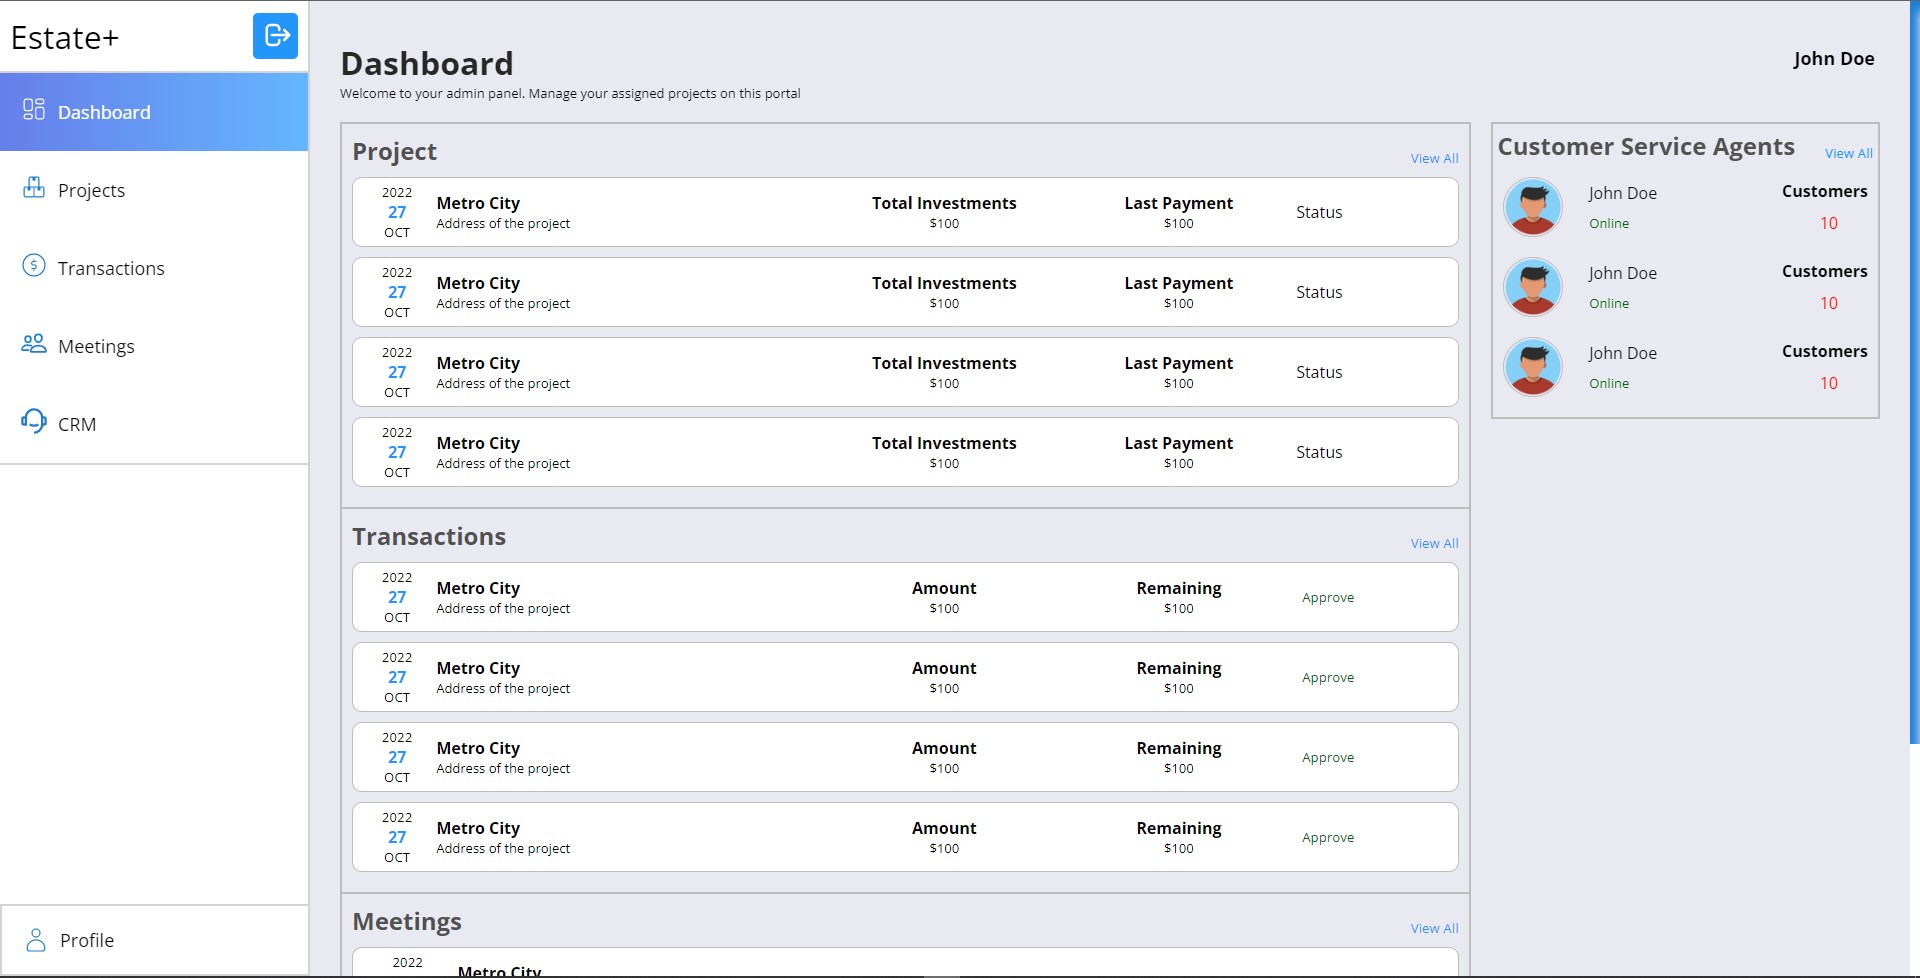 Estate+
Dashboard
Projects
Transactions
Meetings
CRM
Profile
Dashboard
Welcome to your admin panel. Manage your assigned projects on this portal
John Doe
Project
View All
2022
27
OCT
Metro City
Address of the project
Total Investments
$100
Last Payment
$100
Status
2022
27
OCT
Metro City
Address of the project
Total Investments
$100
Last Payment
$100
Status
2022
27
OCT
Metro City
Address of the project
Total Investments
$100
Last Payment
$100
Status
2022
27
OCT
Metro City
Address of the project
Total Investments
$100
Last Payment
$100
Status
Transactions
View All
2022
27
OCT
Metro City
Address of the project
Amount
$100
Remaining
$100
Approve
2022
27
OCT
Metro City
Address of the project
Amount
$100
Remaining
$100
Approve
2022
27
OCT
Metro City
Address of the project
Amount
$100
Remaining
$100
Approve
2022
27
OCT
Metro City
Address of the project
Amount
$100
Remaining
$100
Approve
Meetings
View All
2022
Metro City
Customer Service Agents
View All
John Doe
Online
Customers
10
John Doe
Online
Customers
10
John Doe
Online
Customers
10